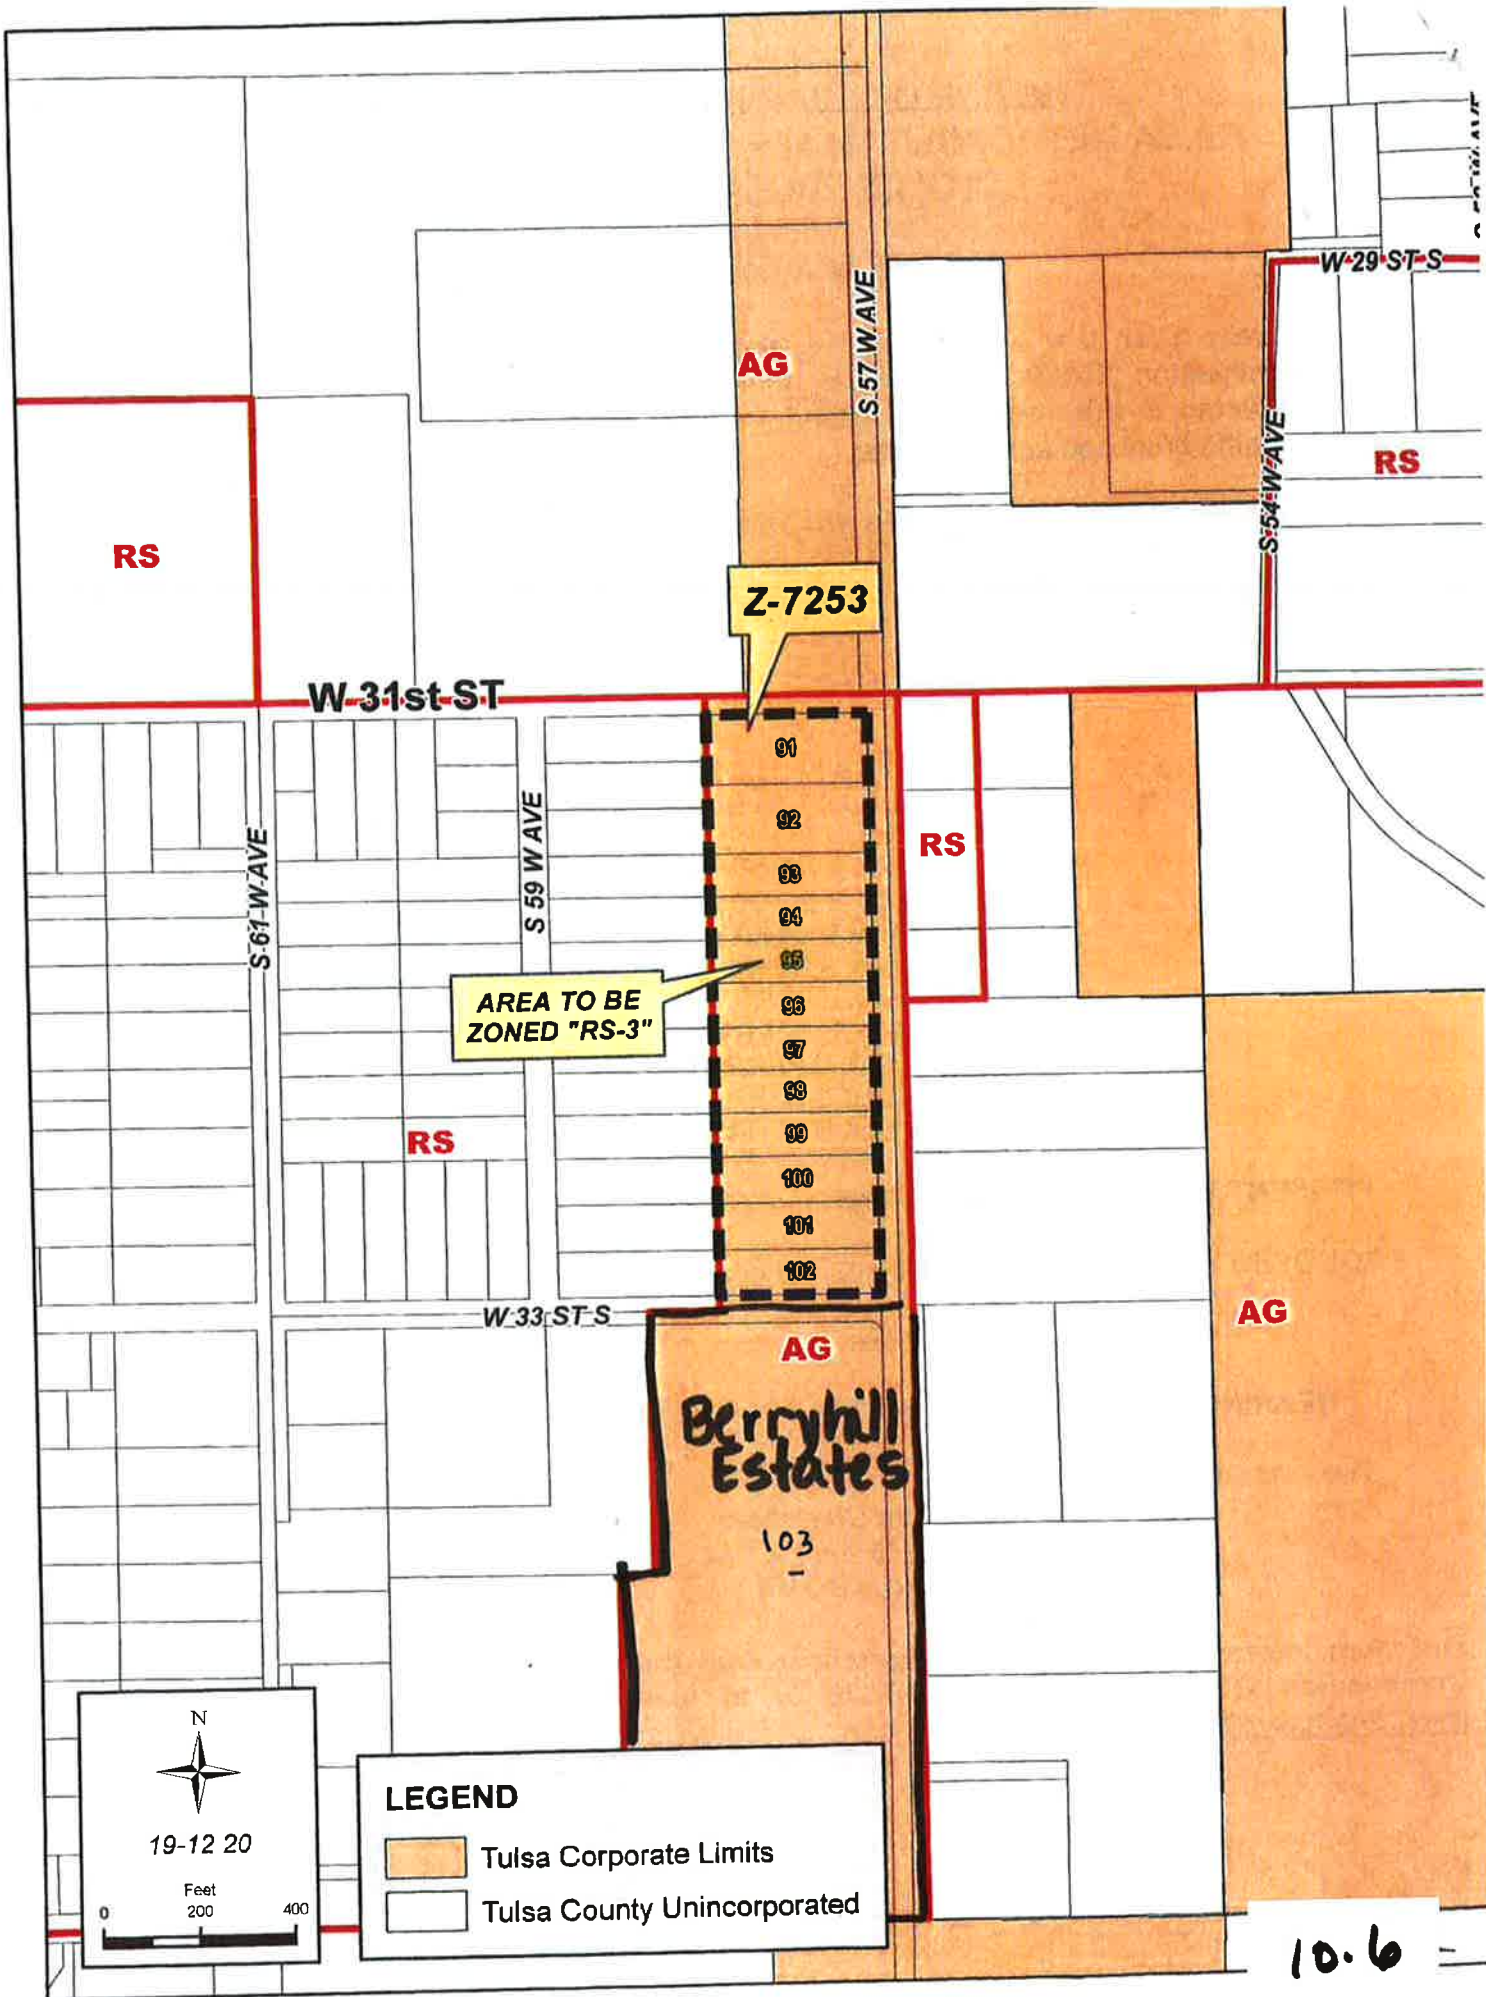 W 29 ST S
S 57 W AVE
AG
S 54 W AVE
RS
RS
Z-7253
W 31st ST
91
92
93
94
95
96
97
98
99
100
101
102
S 61 W AVE
S 59 W AVE
RS
AREA TO BE
ZONED "RS-3"
RS
W 33 ST S
AG
AG
Berryhill
Estates
103
N
19-12 20
Feet
0 200 400
LEGEND
Tulsa Corporate Limits
Tulsa County Unincorporated
10.6